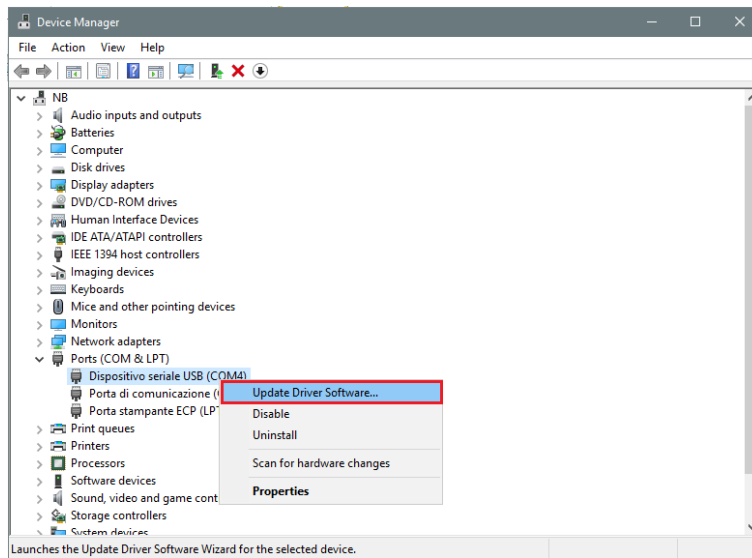 Device Manager
File Action View Help
NB
Audio inputs and outputs
Batteries
Computer
Disk drives
Display adapters
DVD/CD-ROM drives
Human Interface Devices
IDE ATA/ATAPI controllers
IEEE 1394 host controllers
Imaging devices
Keyboards
Mice and other pointing devices
Monitors
Network adapters
Ports (COM & LPT)
Dispositivo seriale USB (COM4)
Porta di comunicazione (
Porta stampante ECP (LPT
Print queues
Printers
Processors
Software devices
Sound, video and game cont
Storage controllers
System devices
Update Driver Software...
Disable
Uninstall
Scan for hardware changes
Properties
Launches the Update Driver Software Wizard for the selected device.